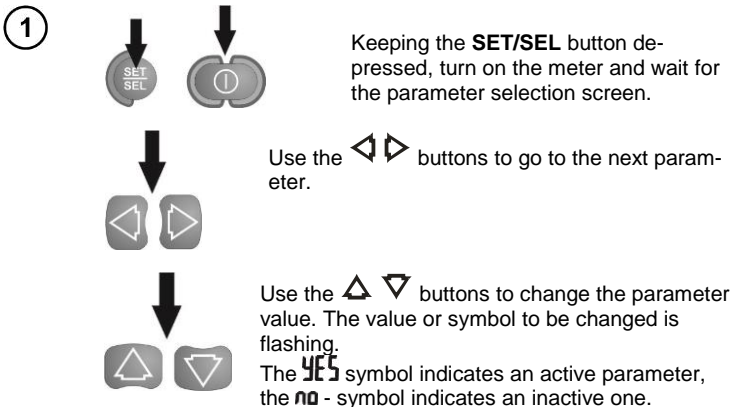 1
SET
SEL
Keeping the SET/SEL button de-
pressed, turn on the meter and wait for
the parameter selection screen.
Use the buttons to go to the next param-
eter.
Use the buttons to change the parameter
value. The value or symbol to be changed is
flashing.
The YES symbol indicates an active parameter,
the no - symbol indicates an inactive one.